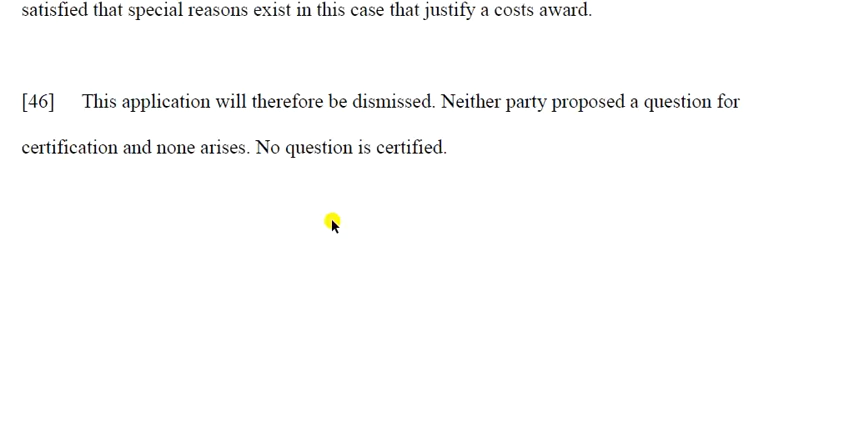 satisfied that special reasons exist in this case that justify a costs award.
[46] This application will therefore be dismissed. Neither party proposed a question for
certification and none arises. No question is certified.